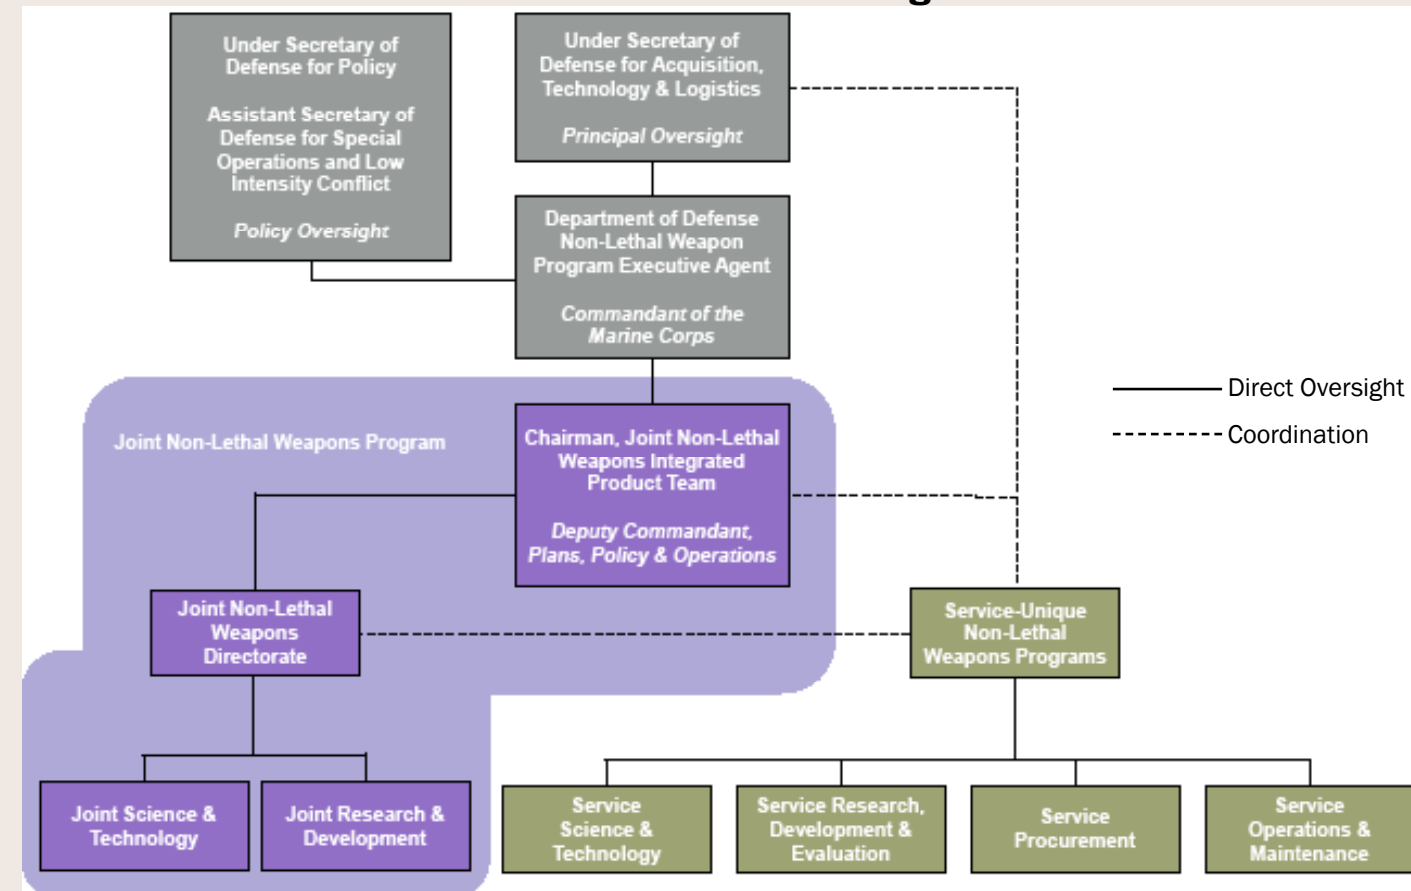 Under Secretary of
Defense for Policy
Assistant Secretary of
Defense for Special
Operations and Low
Intensity Conflict
Policy Oversight
Under Secretary of
Defense for Acquisition,
Technology & Logistics
Principal Oversight
Department of Defense
Non-Lethal Weapon
Program Executive Agent
Commandant of the
Marine Corps
Direct Oversight
Coordination
Joint Non-Lethal Weapons Program
Chairman, Joint Non-Lethal
Weapons Integrated
Product Team
Deputy Commandant,
Plans, Policy & Operations
Joint Non-Lethal
Weapons
Directorate
Service-Unique
Non-Lethal
Weapons Programs
Joint Science &
Technology
Joint Research &
Development
Service
Science &
Technology
Service Research,
Development &
Evaluation
Service
Procurement
Service
Operations &
Maintenance